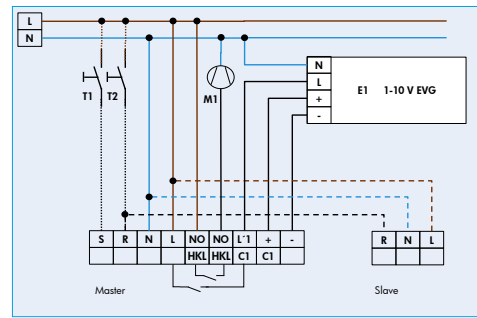 L
N
T1 T2
M1
N
L
+
-
E1 1-10 V EVG
S R N L NO NO L´1 + -
HKL HKL C1 C1
R N L
Master
Slave